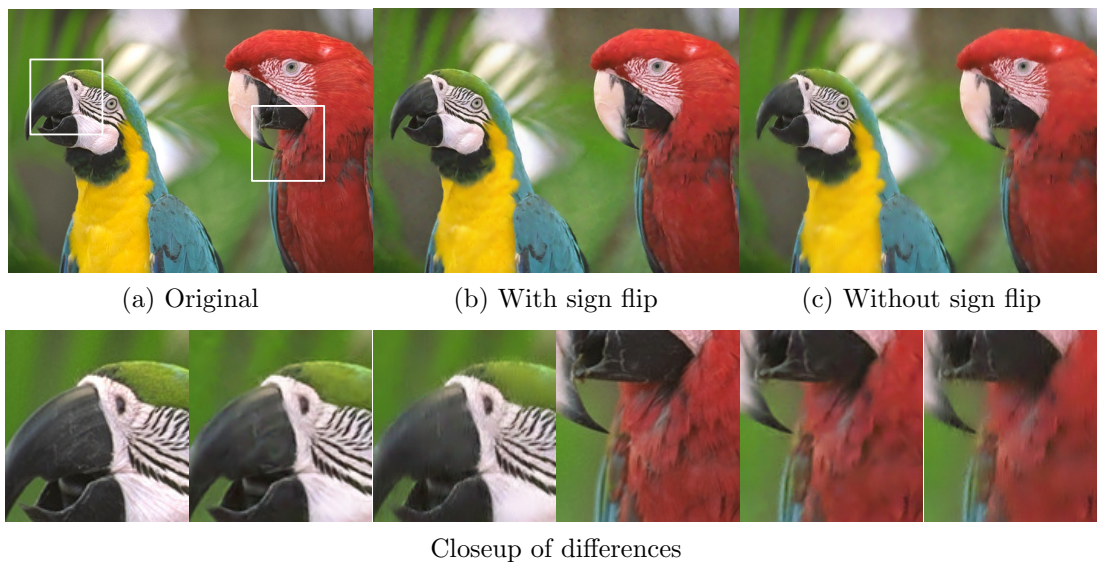 (a) Original
(b) With sign flip
(c) Without sign flip
Closeup of differences